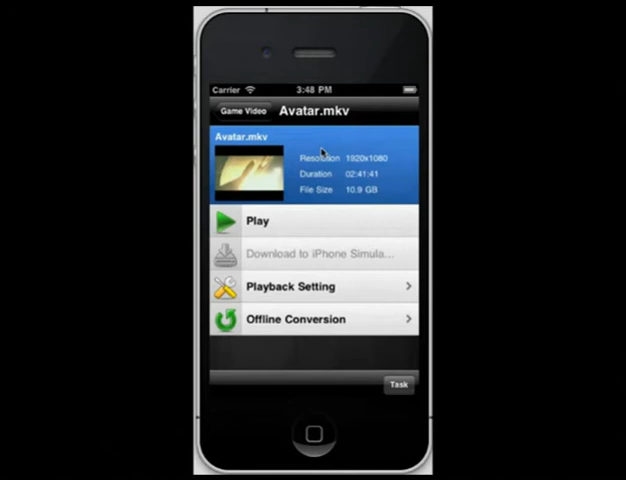 Carrier 3:48 PM
Game Video Avatar.mkv
Avatar.mkv
Resolution 1920x1080
Duration 02:41:41
File Size 10.9 GB
Play
Download to iPhone Simula...
Playback Setting
Offline Conversion
Task